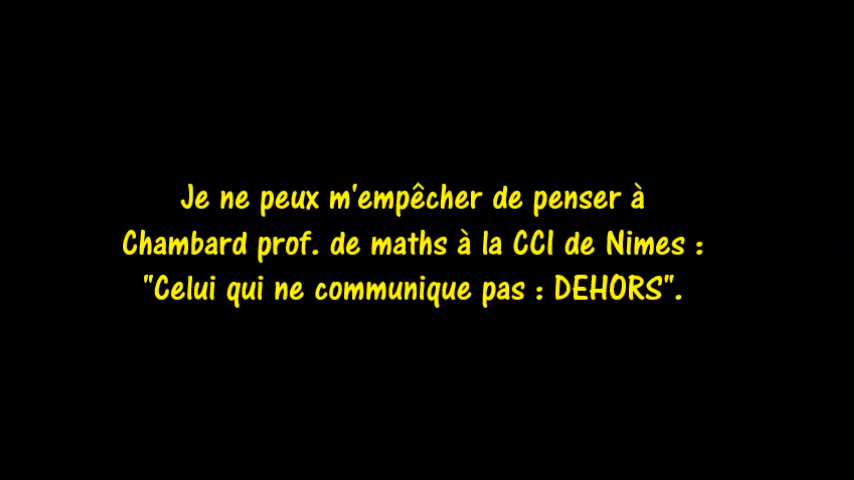 Je ne peux m'empêcher de penser à
Chambard prof. de maths à la CCI de Nimes :
"Celui qui ne communique pas : DEHORS".